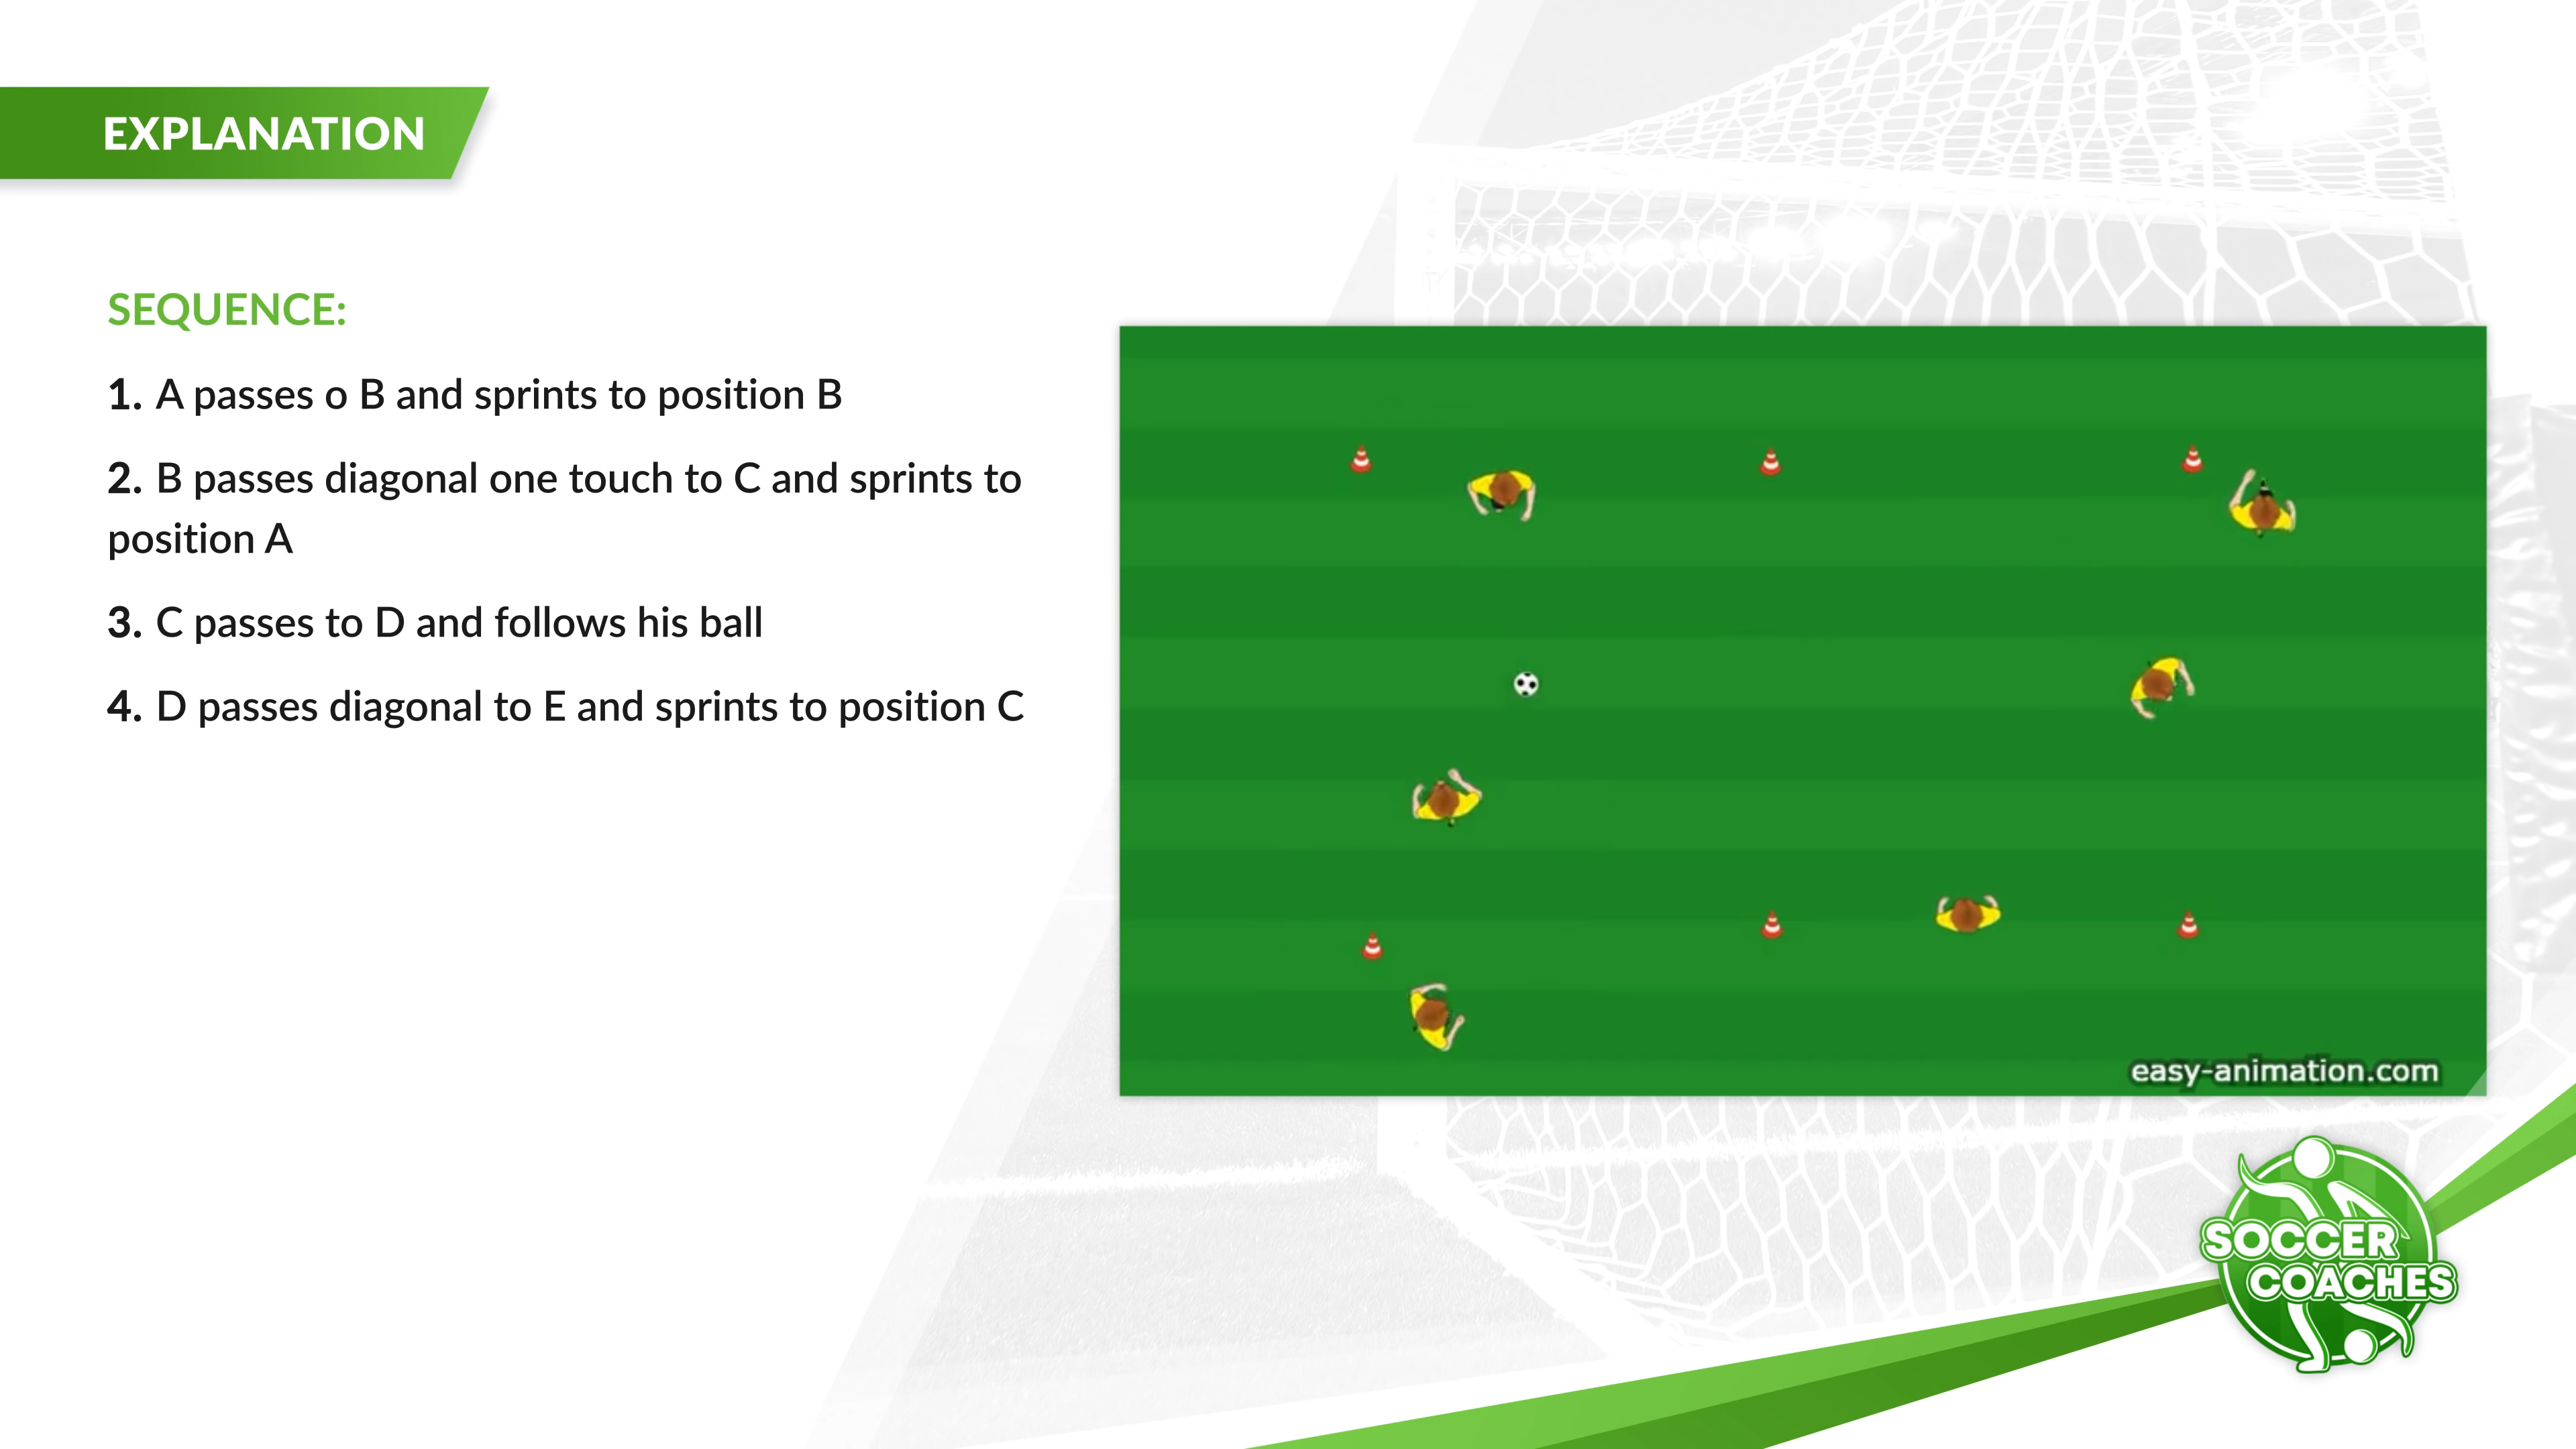 EXPLANATION
SEQUENCE:
1. A passes o B and sprints to position B
2. B passes diagonal one touch to C and sprints to
position A
3. C passes to D and follows his ball
4. D passes diagonal to E and sprints to position C
easy-animation.com
SOCCER
COACHES